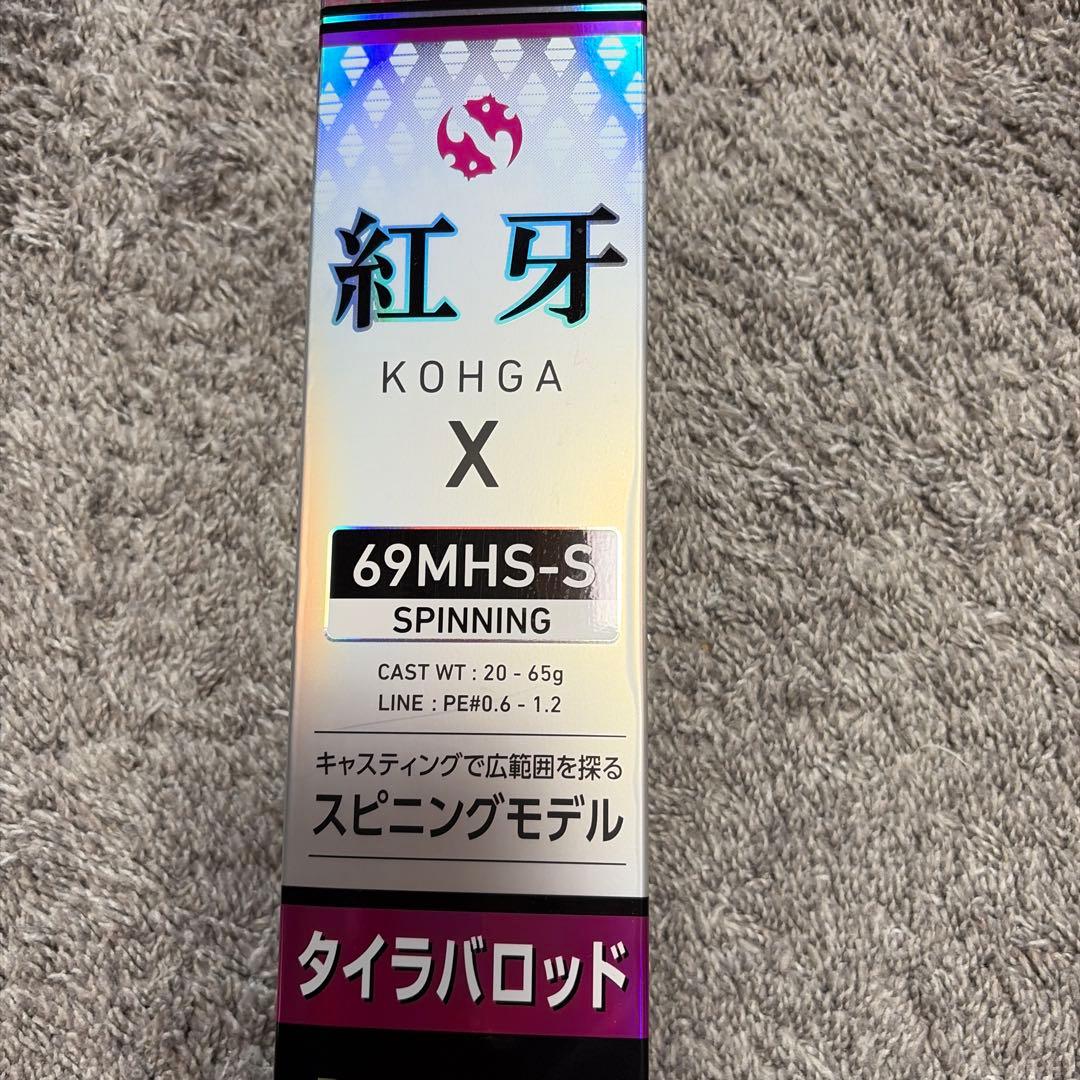 紅牙
KOHGA
X
69MHS-S
SPINNING
CAST WT : 20 - 65g
LINE : PE#0.6 - 1.2
キャスティングで広範囲を探る
スピニングモデル
タイラバロッド